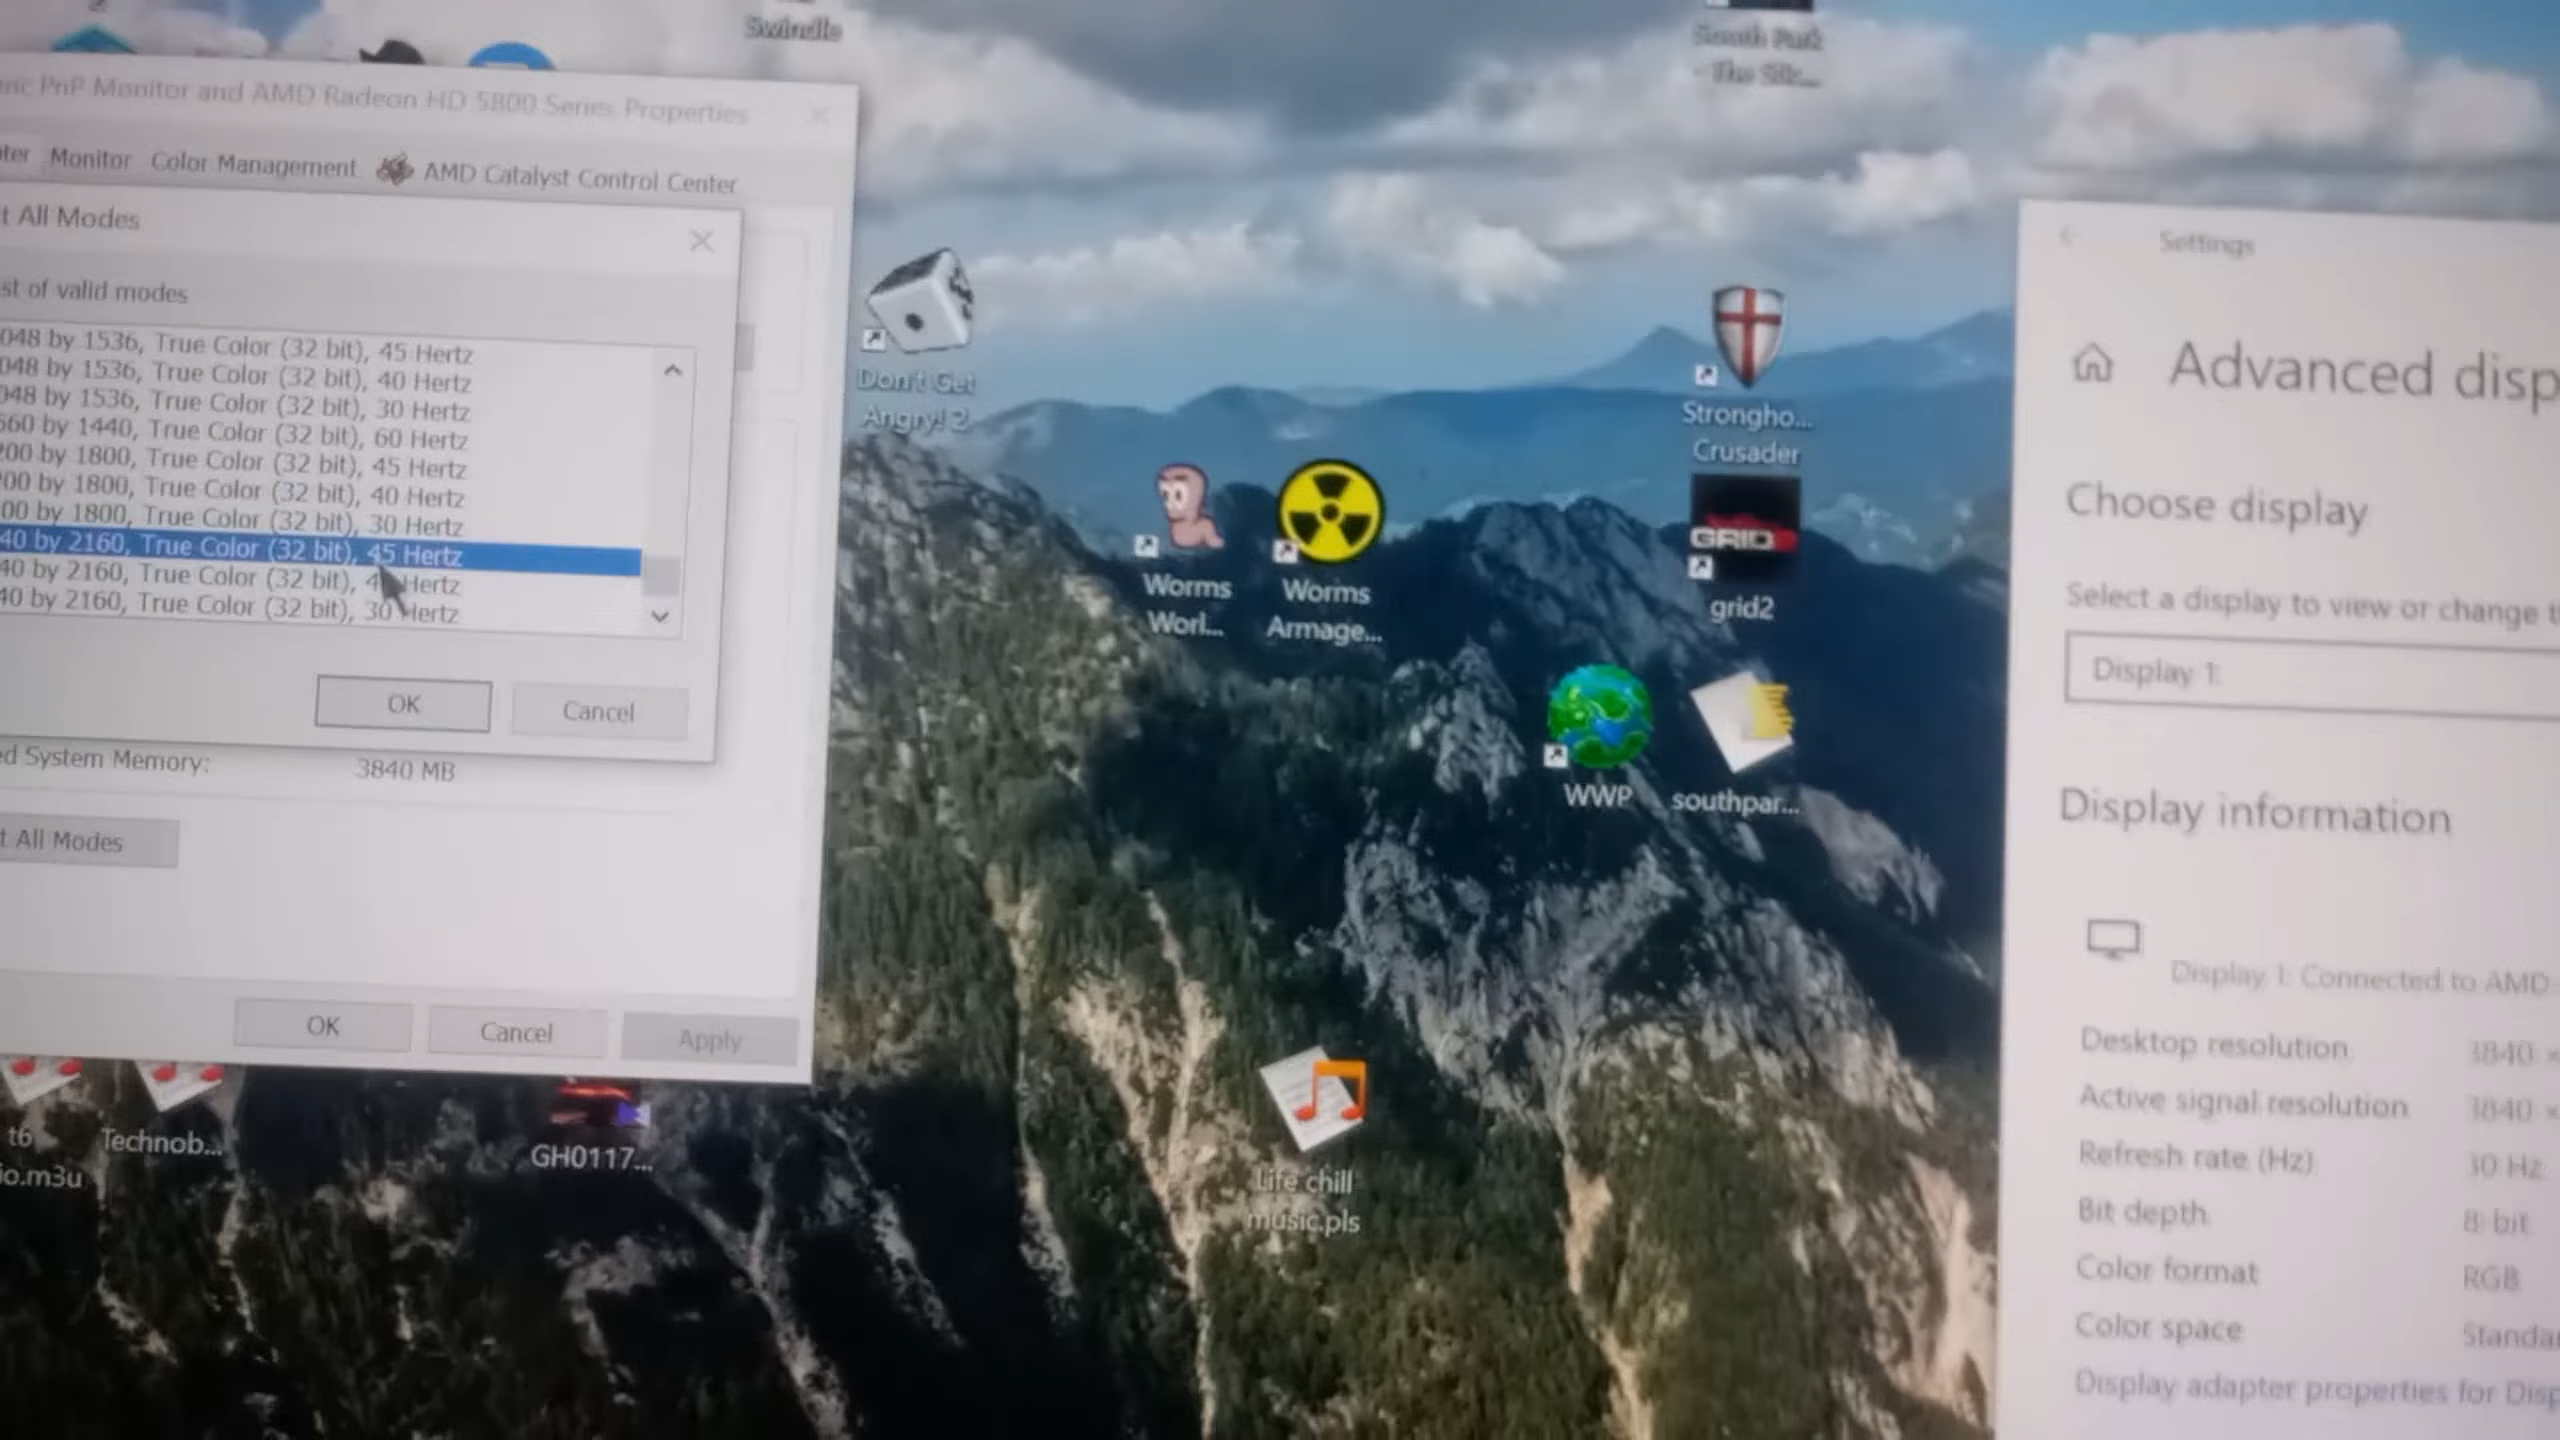 Swindle
South Park
- The Stic...
ric PnP Monitor and AMD Radeon HD 5800 Series Properties
ter Monitor Color Management AMD Catalyst Control Center
t All Modes
st of valid modes
048 by 1536, True Color (32 bit), 45 Hertz
048 by 1536, True Color (32 bit), 40 Hertz
048 by 1536, True Color (32 bit), 30 Hertz
560 by 1440, True Color (32 bit), 60 Hertz
200 by 1800, True Color (32 bit), 45 Hertz
00 by 1800, True Color (32 bit), 40 Hertz
00 by 1800, True Color (32 bit), 30 Hertz
40 by 2160, True Color (32 bit), 45 Hertz
40 by 2160, True Color (32 bit), 4 Hertz
40 by 2160, True Color (32 bit), 30 Hertz
OK Cancel
ed System Memory: 3840 MB
t All Modes
OK Cancel Apply
Don't Get
Angry! 2
Strongho...
Crusader
Worms
Worl...
Worms
Armage...
GRID
grid2
WWP
southpar...
t6
io.m3u
Technob...
GH0117...
Life chill
music.pls
Settings
Advanced disp
Choose display
Select a display to view or change t
Display 1:
Display information
Display 1: Connected to AMD
Desktop resolution 3840 ×
Active signal resolution 3840 ×
Refresh rate (Hz) 30 Hz
Bit depth 8-bit
Color format RGB
Color space Standa
Display adapter properties for Disp